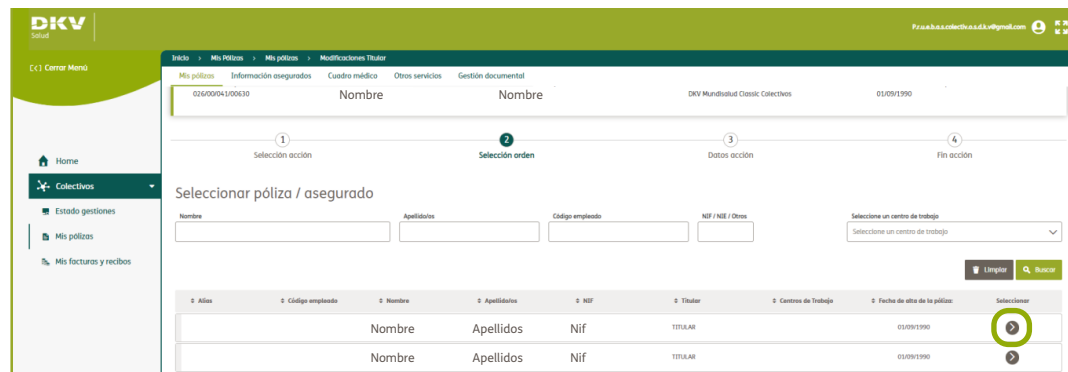 DKV
Salud
P.r.u.e.b.a.s.colectiv.o.s.d.k.v@gmail.com
[<] Cerrar Menú
Inicio > Mis Pólizas > Mis pólizas > Modificaciones Titular
Mis pólizas Información asegurados Cuadro médico Otros servicios Gestión documental
026/00/041/00630 Nombre Nombre DKV Mundisalud Classic Colectivos 01/09/1990
1 2 3 4
Selección acción Selección orden Datos acción Fin acción
Home
Colectivos
Estado gestiones
Mis pólizas
Mis facturas y recibos
Seleccionar póliza / asegurado
Nombre Apellido/os Código empleado NIF / NIE / Otros Seleccione un centro de trabajo
Seleccione un centro de trabajo
Limpiar Buscar
Alias Código empleado Nombre Apellido/os NIF Titular Centros de Trabajo Fecha de alta de la póliza: Seleccionar
Nombre Apellidos Nif TITULAR 01/09/1990
Nombre Apellidos Nif TITULAR 01/09/1990